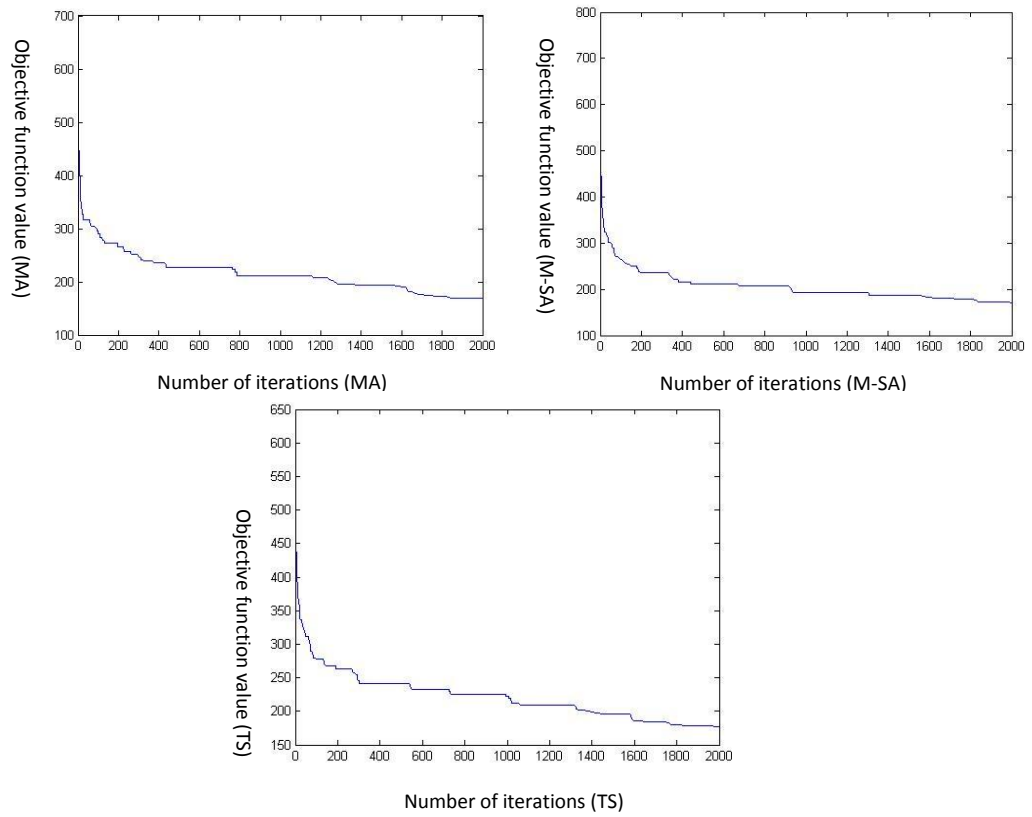 Objective function value (MA)
700
600
500
400
300
200
100
0 200 400 600 800 1000 1200 1400 1600 1800 2000
Number of iterations (MA)
Objective function value (M-SA)
800
700
600
500
400
300
200
100
0 200 400 600 800 1000 1200 1400 1600 1800 2000
Number of iterations (M-SA)
Objective function value (TS)
650
600
550
500
450
400
350
300
250
200
150
0 200 400 600 800 1000 1200 1400 1600 1800 2000
Number of iterations (TS)